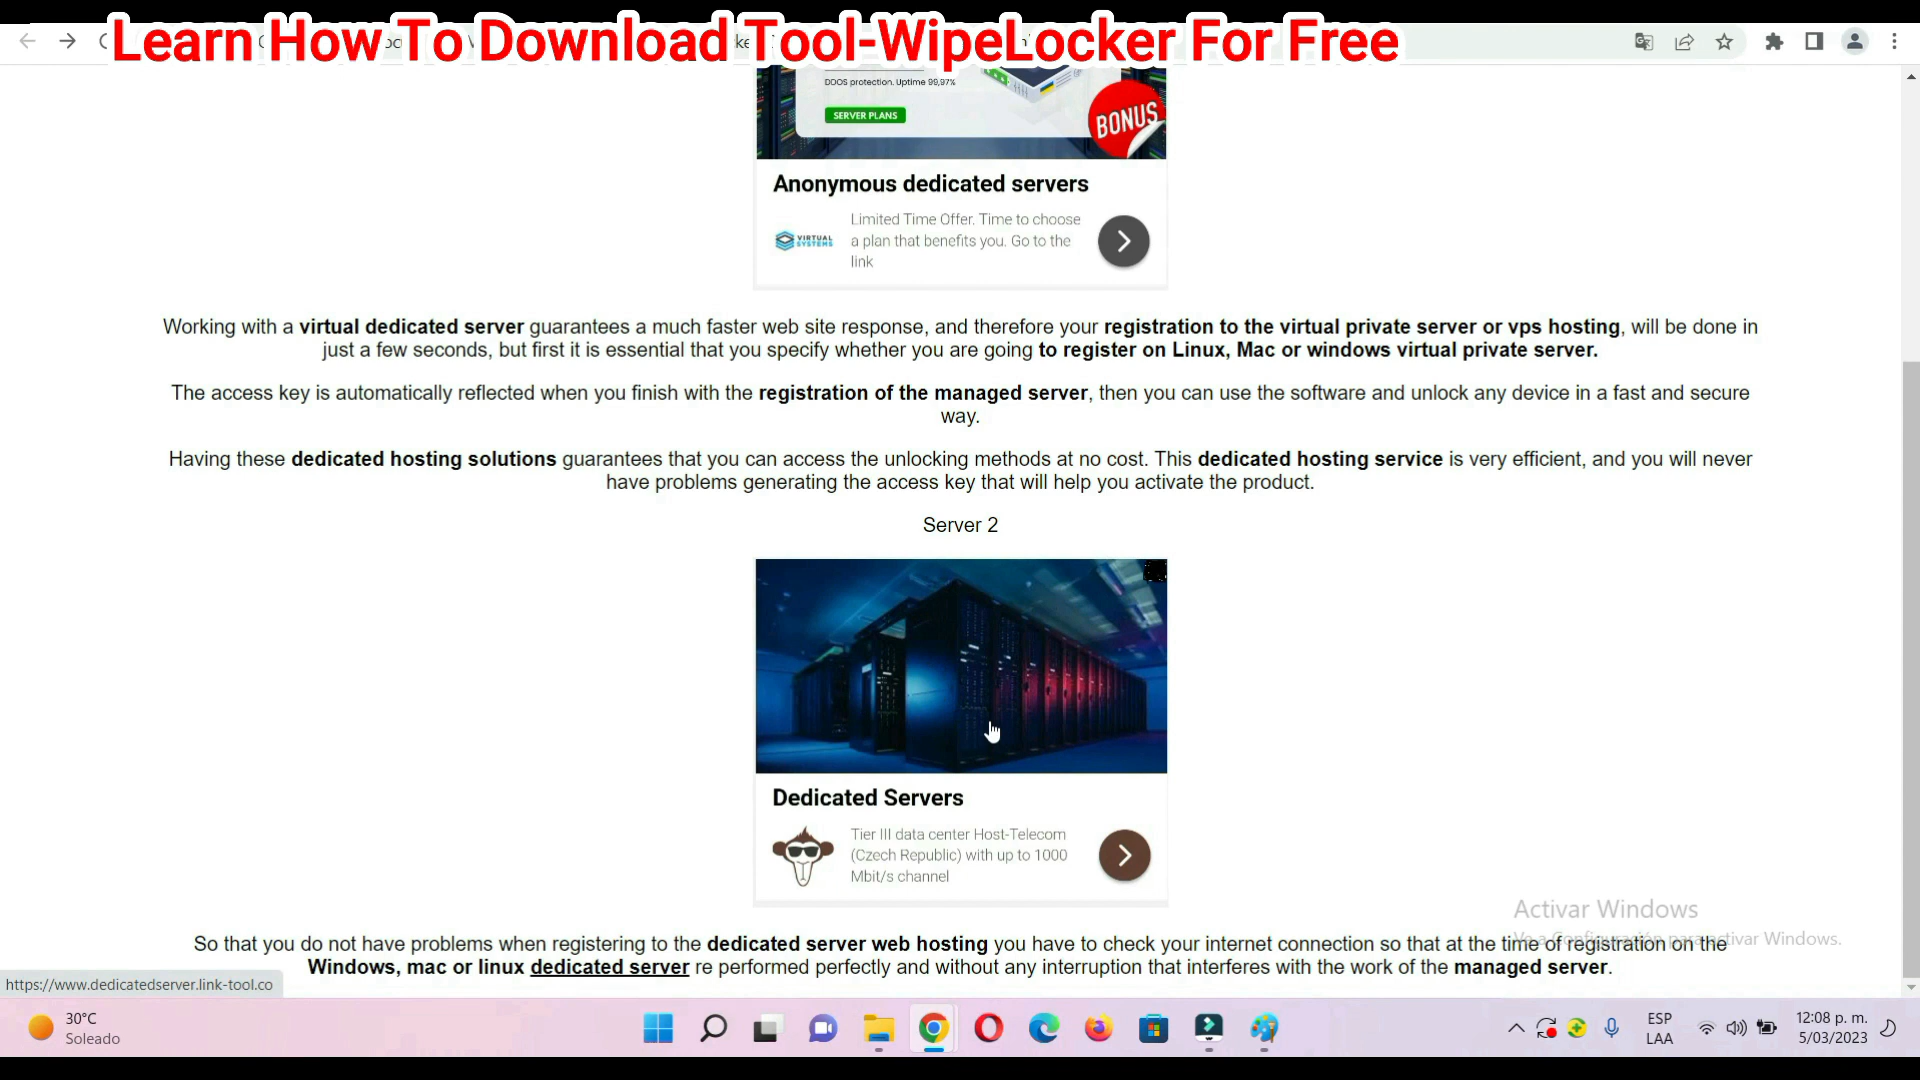 Learn How To Download Tool-WipeLocker For Free
DDOS protection. Uptime 99,97%
SERVER PLANS
BONUS
Anonymous dedicated servers
VIRTUAL SYSTEMS
Limited Time Offer. Time to choose
a plan that benefits you. Go to the
link
Working with a virtual dedicated server guarantees a much faster web site response, and therefore your registration to the virtual private server or vps hosting, will be done in
just a few seconds, but first it is essential that you specify whether you are going to register on Linux, Mac or windows virtual private server.
The access key is automatically reflected when you finish with the registration of the managed server, then you can use the software and unlock any device in a fast and secure
way.
Having these dedicated hosting solutions guarantees that you can access the unlocking methods at no cost. This dedicated hosting service is very efficient, and you will never
have problems generating the access key that will help you activate the product.
Server 2
Dedicated Servers
Tier III data center Host-Telecom
(Czech Republic) with up to 1000
Mbit/s channel
Activar Windows
Ve a Configuración para activar Windows.
So that you do not have problems when registering to the dedicated server web hosting you have to check your internet connection so that at the time of registration on the
Windows, mac or linux dedicated server re performed perfectly and without any interruption that interferes with the work of the managed server.
https://www.dedicatedserver.link-tool.co
30°C
Soleado
ESP
LAA
12:08 p. m.
5/03/2023